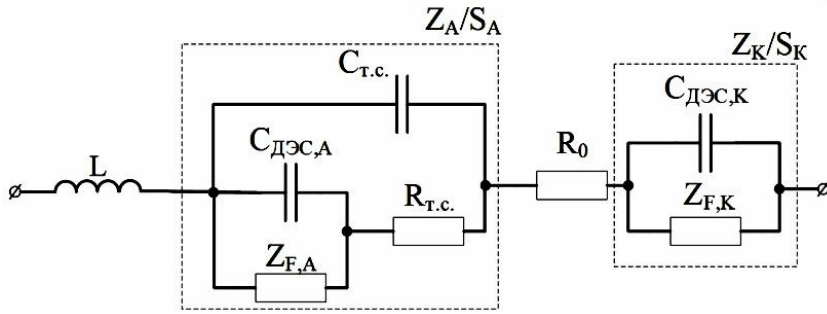 Z_A/S_A
Z_K/S_K
C_т.с.
C_ДЭС,K
C_ДЭС,A
R_0
L
R_т.с.
Z_F,K
Z_F,A